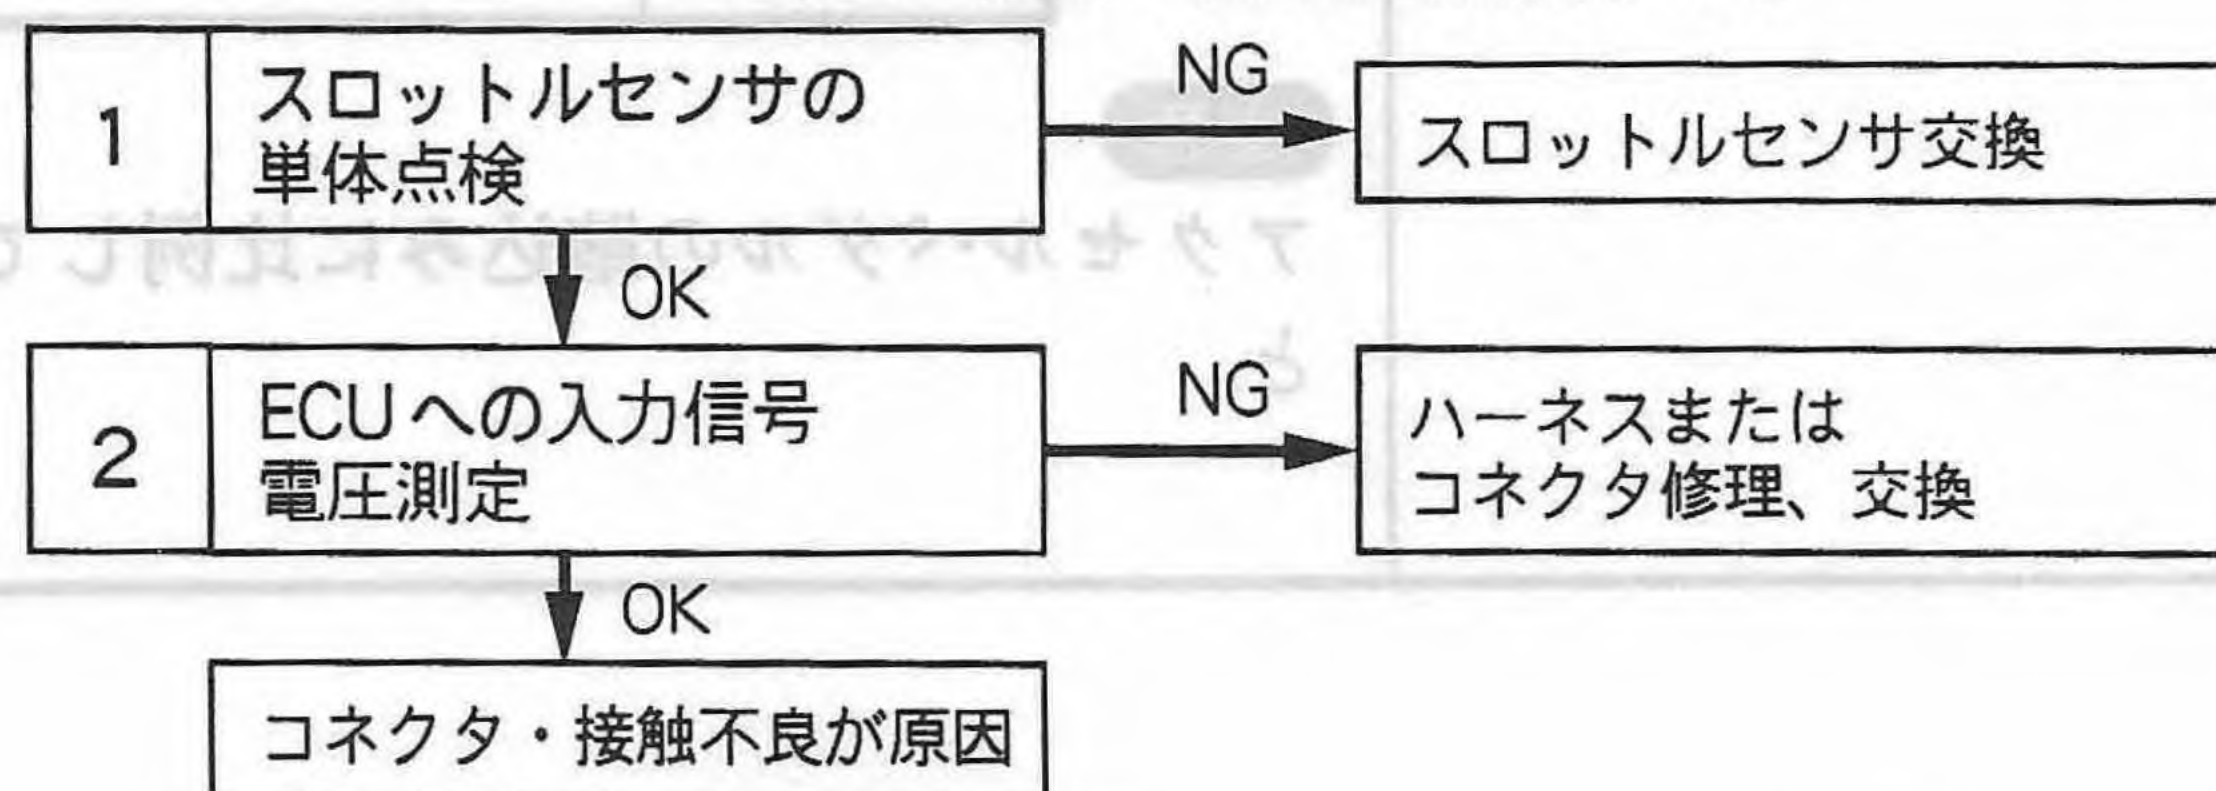 1
スロットルセンサの
単体点検
NG
スロットルセンサ交換
OK
2
ECUへの入力信号
電圧測定
NG
ハーネスまたは
コネクタ修理、交換
OK
コネクタ・接触不良が原因